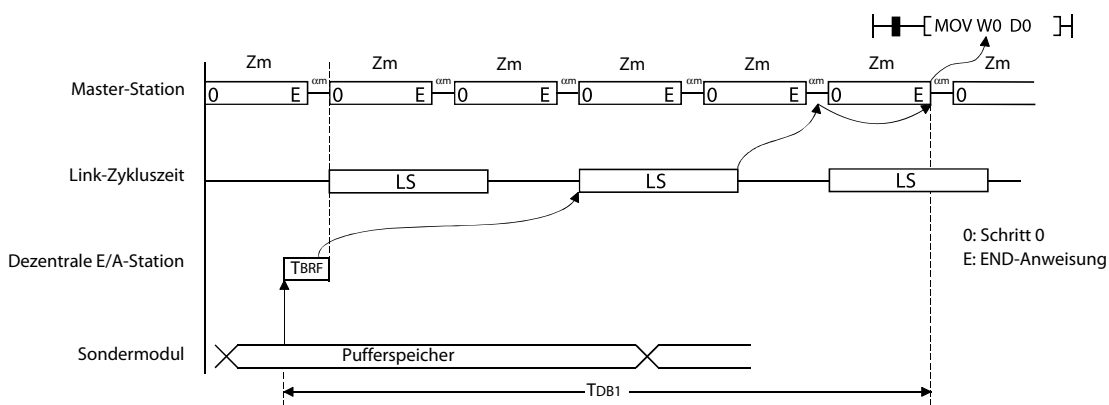 MOV W0 D0
Zm Zm Zm Zm Zm Zm Zm
αm αm αm αm αm αm
Master-Station 0 E 0 E 0 E 0 E 0 E 0 E 0
Link-Zykluszeit LS LS LS
0: Schritt 0
E: END-Anweisung
Dezentrale E/A-Station TBRF
Sondermodul Pufferspeicher
TDB1